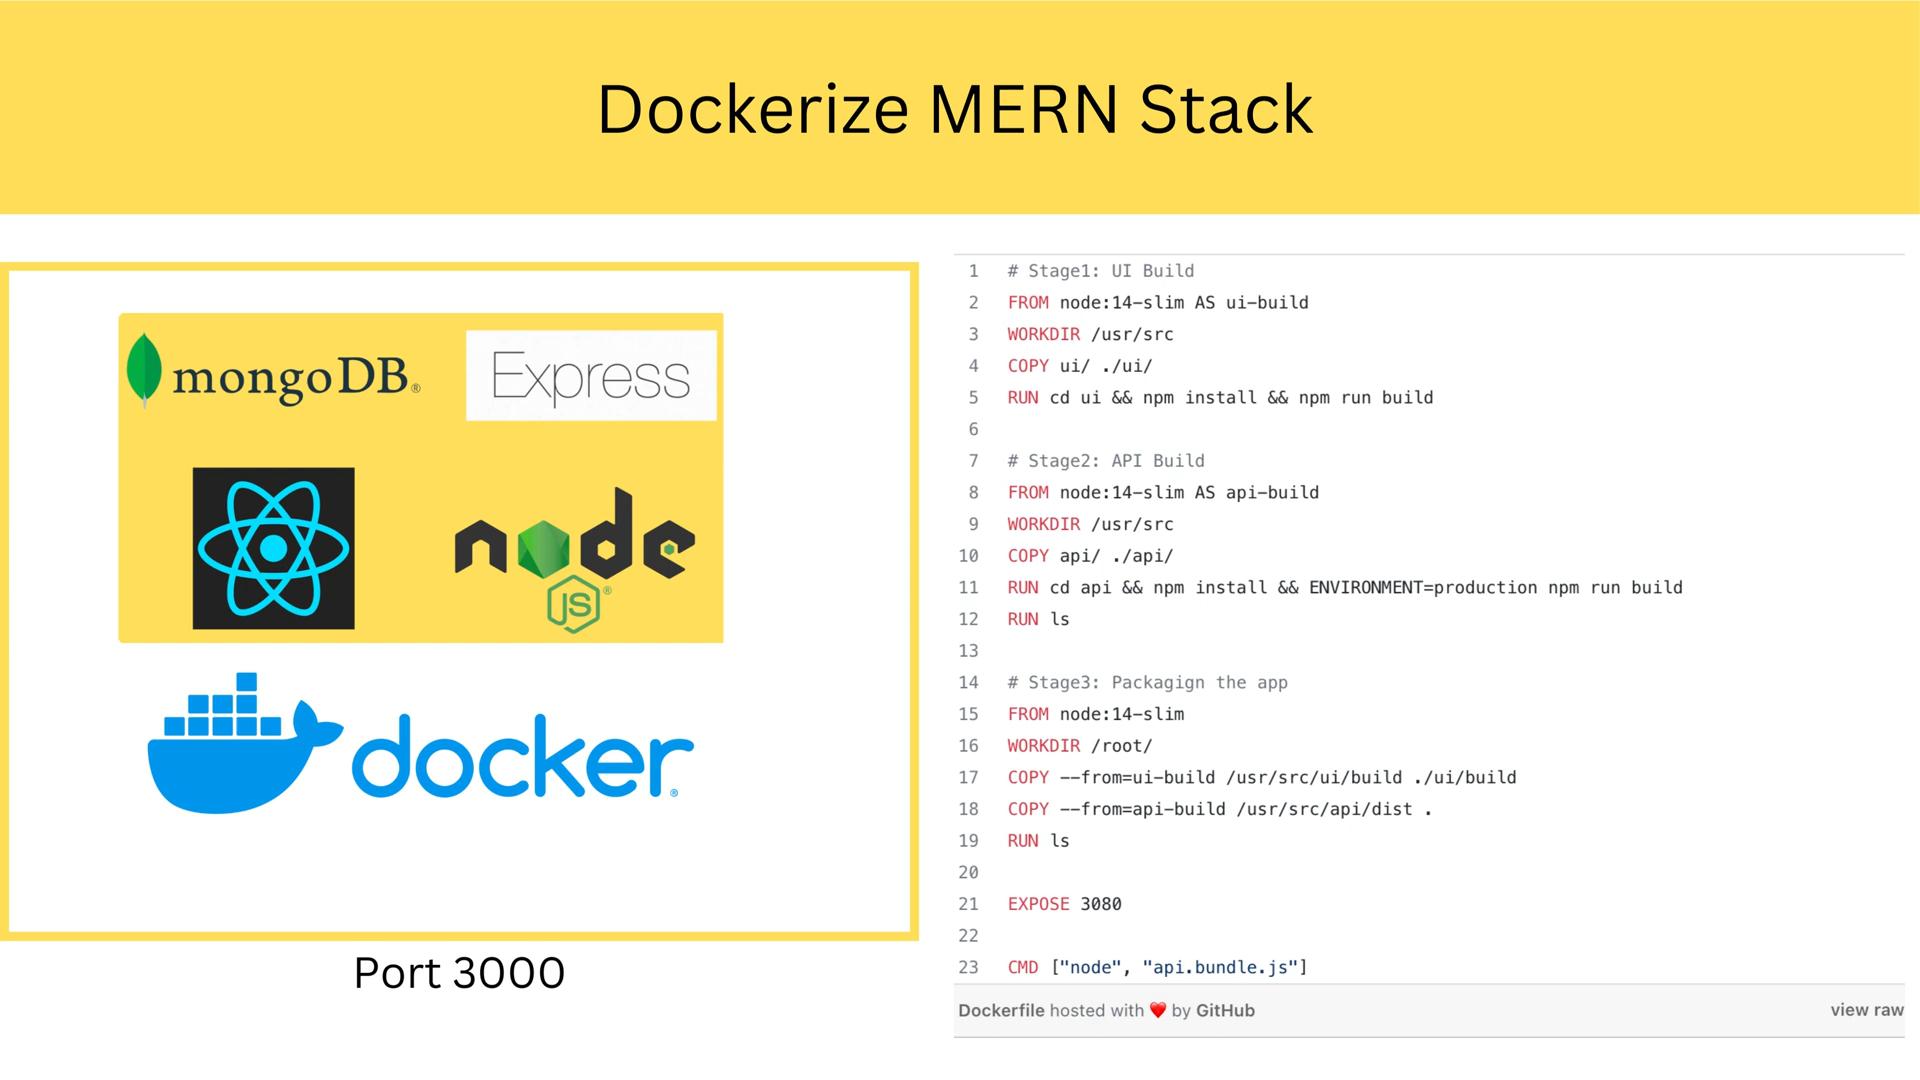 Dockerize MERN Stack
mongoDB®
Express
node
JS®
docker®
Port 3000
1 # Stage1: UI Build
2 FROM node:14-slim AS ui-build
3 WORKDIR /usr/src
4 COPY ui/ ./ui/
5 RUN cd ui && npm install && npm run build
6
7 # Stage2: API Build
8 FROM node:14-slim AS api-build
9 WORKDIR /usr/src
10 COPY api/ ./api/
11 RUN cd api && npm install && ENVIRONMENT=production npm run build
12 RUN ls
13
14 # Stage3: Packagign the app
15 FROM node:14-slim
16 WORKDIR /root/
17 COPY --from=ui-build /usr/src/ui/build ./ui/build
18 COPY --from=api-build /usr/src/api/dist .
19 RUN ls
20
21 EXPOSE 3080
22
23 CMD ["node", "api.bundle.js"]
Dockerfile hosted with ❤ by GitHub
view raw